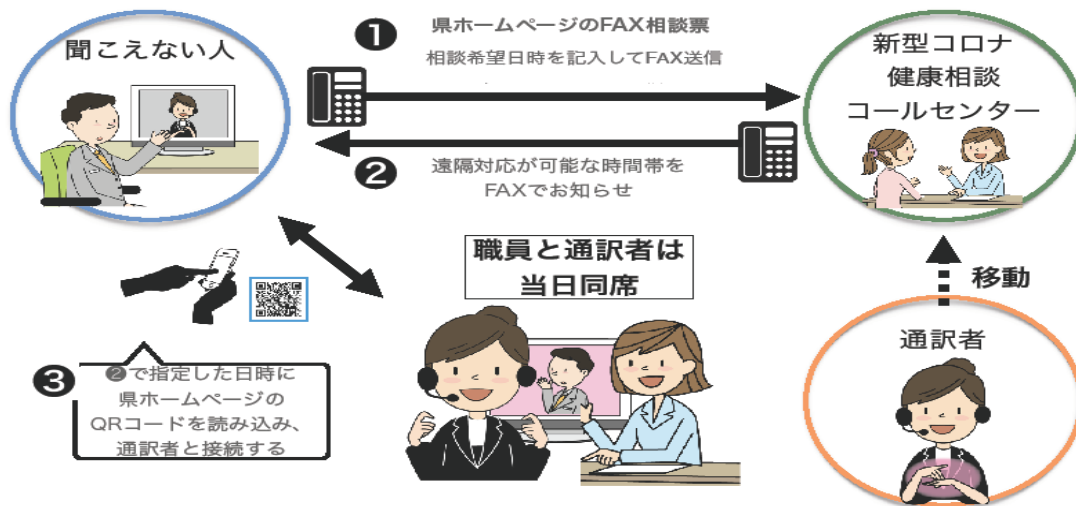 聞こえない人
❶
県ホームページのFAX相談票
相談希望日時を記入してFAX送信
新型コロナ
健康相談
コールセンター
❷
遠隔対応が可能な時間帯を
FAXでお知らせ
職員と通訳者は
当日同席
移動
通訳者
❸
❷で指定した日時に
県ホームページの
QRコードを読み込み、
通訳者と接続する